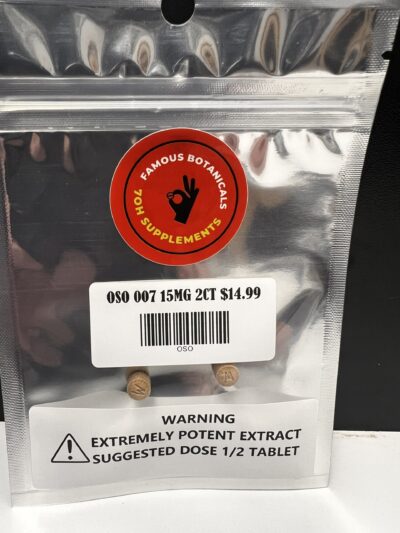 FAMOUS BOTANICALS
7OH SUPPLEMENTS
OSO 007 15MG 2CT $14.99
OSO
WARNING
EXTREMELY POTENT EXTRACT
SUGGESTED DOSE 1/2 TABLET